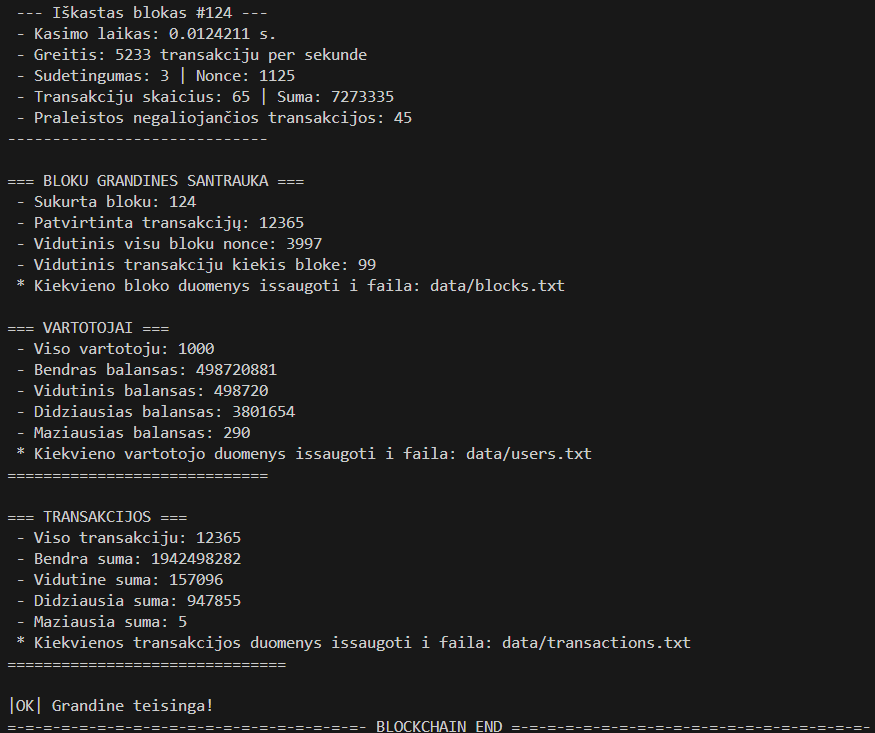 --- Iškastas blokas #124 ---
- Kasimo laikas: 0.0124211 s.
- Greitis: 5233 transakciju per sekunde
- Sudetingumas: 3 | Nonce: 1125
- Transakciju skaicius: 65 | Suma: 7273335
- Praleistos negaliojančios transakcijos: 45
-----------------------------
=== BLOKU GRANDINES SANTRAUKA ===
- Sukurta bloku: 124
- Patvirtinta transakcijų: 12365
- Vidutinis visu bloku nonce: 3997
- Vidutinis transakciju kiekis bloke: 99
* Kiekvieno bloko duomenys issaugoti i faila: data/blocks.txt
=== VARTOTOJAI ===
- Viso vartotoju: 1000
- Bendras balansas: 498720881
- Vidutinis balansas: 498720
- Didziausias balansas: 3801654
- Maziausias balansas: 290
* Kiekvieno vartotojo duomenys issaugoti i faila: data/users.txt
=============================
=== TRANSAKCIJOS ===
- Viso transakciju: 12365
- Bendra suma: 1942498282
- Vidutine suma: 157096
- Didziausia suma: 947855
- Maziausia suma: 5
* Kiekvienos transakcijos duomenys issaugoti i faila: data/transactions.txt
===============================
|OK| Grandine teisinga!
=-=-=-=-=-=-=-=-=-=-=-=-=-=-=-=-=-=-=-=- BLOCKCHAIN END =-=-=-=-=-=-=-=-=-=-=-=-=-=-=-=-=-=-=-=-